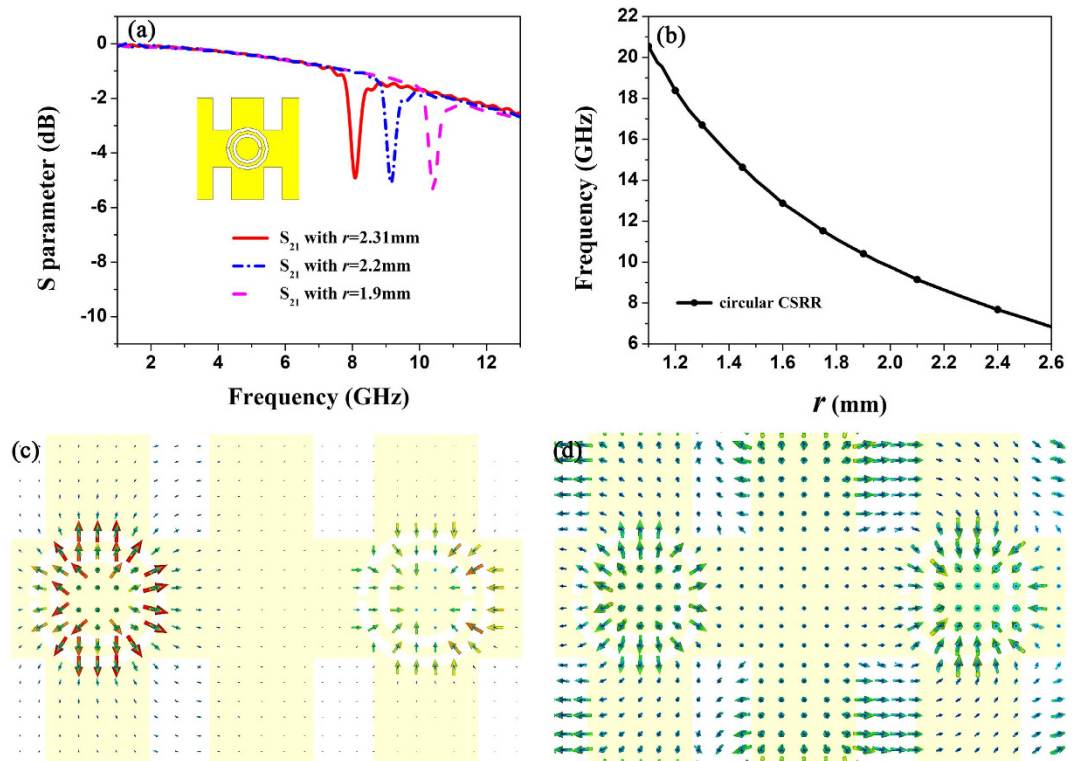 (a)
0
-2
-4
-6
-8
-10
S parameter (dB)
S21 with r=2.31mm
S21 with r=2.2mm
S21 with r=1.9mm
2 4 6 8 10 12
Frequency (GHz)
(b)
22
20
18
16
14
12
10
8
6
Frequency (GHz)
circular CSRR
1.2 1.4 1.6 1.8 2.0 2.2 2.4 2.6
r (mm)
(c)
(d)